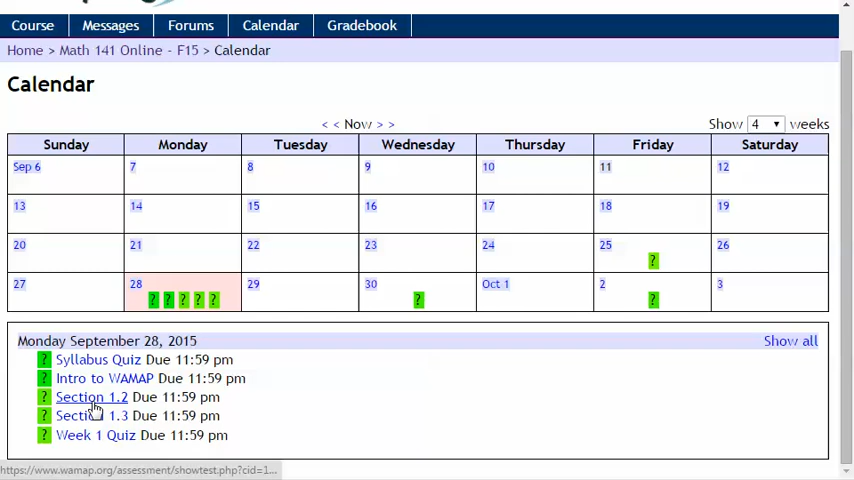 Course Messages Forums Calendar Gradebook
Home > Math 141 Online - F15 > Calendar
Calendar
< < Now > > Show 4 weeks
Sunday Monday Tuesday Wednesday Thursday Friday Saturday
Sep 6 7 8 9 10 11 12
13 14 15 16 17 18 19
20 21 22 23 24 25 26
?
27 28 29 30 Oct 1 2 3
? ? ? ? ? ? ?
Monday September 28, 2015 Show all
? Syllabus Quiz Due 11:59 pm
? Intro to WAMAP Due 11:59 pm
? Section 1.2 Due 11:59 pm
? Section 1.3 Due 11:59 pm
? Week 1 Quiz Due 11:59 pm
https://www.wamap.org/assessment/showtest.php?cid=1...